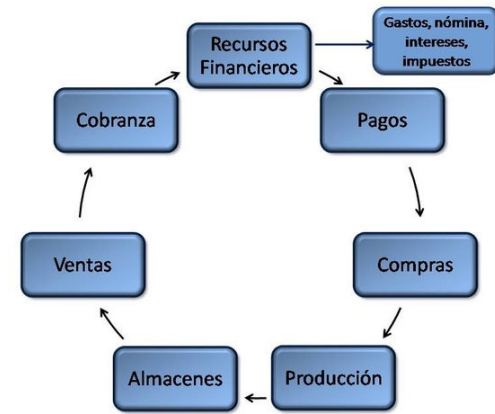 Recursos
Financieros
Gastos, nómina,
intereses,
impuestos
Pagos
Compras
Producción
Almacenes
Ventas
Cobranza